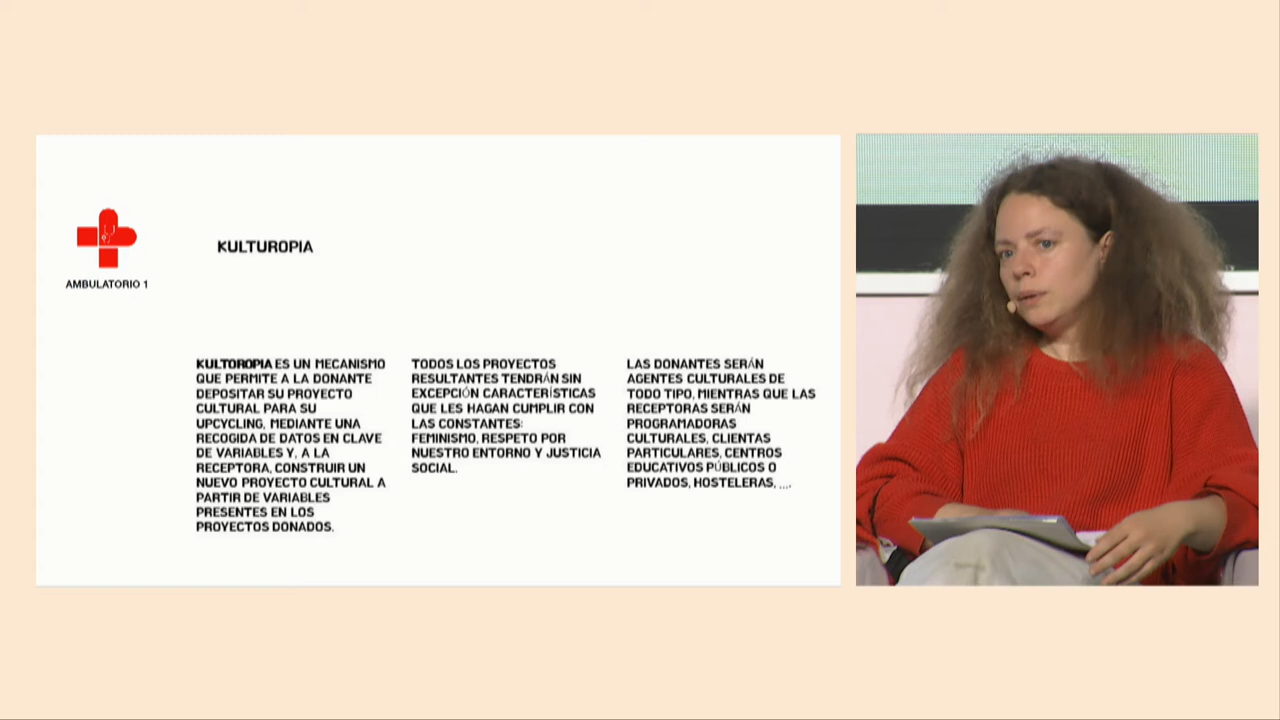 AMBULATORIO 1
KULTUROPIA
KULTOROPIA ES UN MECANISMO
QUE PERMITE A LA DONANTE
DEPOSITAR SU PROYECTO
CULTURAL PARA SU
UPCYCLING, MEDIANTE UNA
RECOGIDA DE DATOS EN CLAVE
DE VARIABLES Y, A LA
RECEPTORA, CONSTRUIR UN
NUEVO PROYECTO CULTURAL A
PARTIR DE VARIABLES
PRESENTES EN LOS
PROYECTOS DONADOS.
TODOS LOS PROYECTOS
RESULTANTES TENDRÁN SIN
EXCEPCIÓN CARACTERÍSTICAS
QUE LES HAGAN CUMPLIR CON
LAS CONSTANTES:
FEMINISMO, RESPETO POR
NUESTRO ENTORNO Y JUSTICIA
SOCIAL.
LAS DONANTES SERÁN
AGENTES CULTURALES DE
TODO TIPO, MIENTRAS QUE LAS
RECEPTORAS SERÁN
PROGRAMADORAS
CULTURALES, CLIENTAS
PARTICULARES, CENTROS
EDUCATIVOS PÚBLICOS O
PRIVADOS, HOSTELERAS, ....